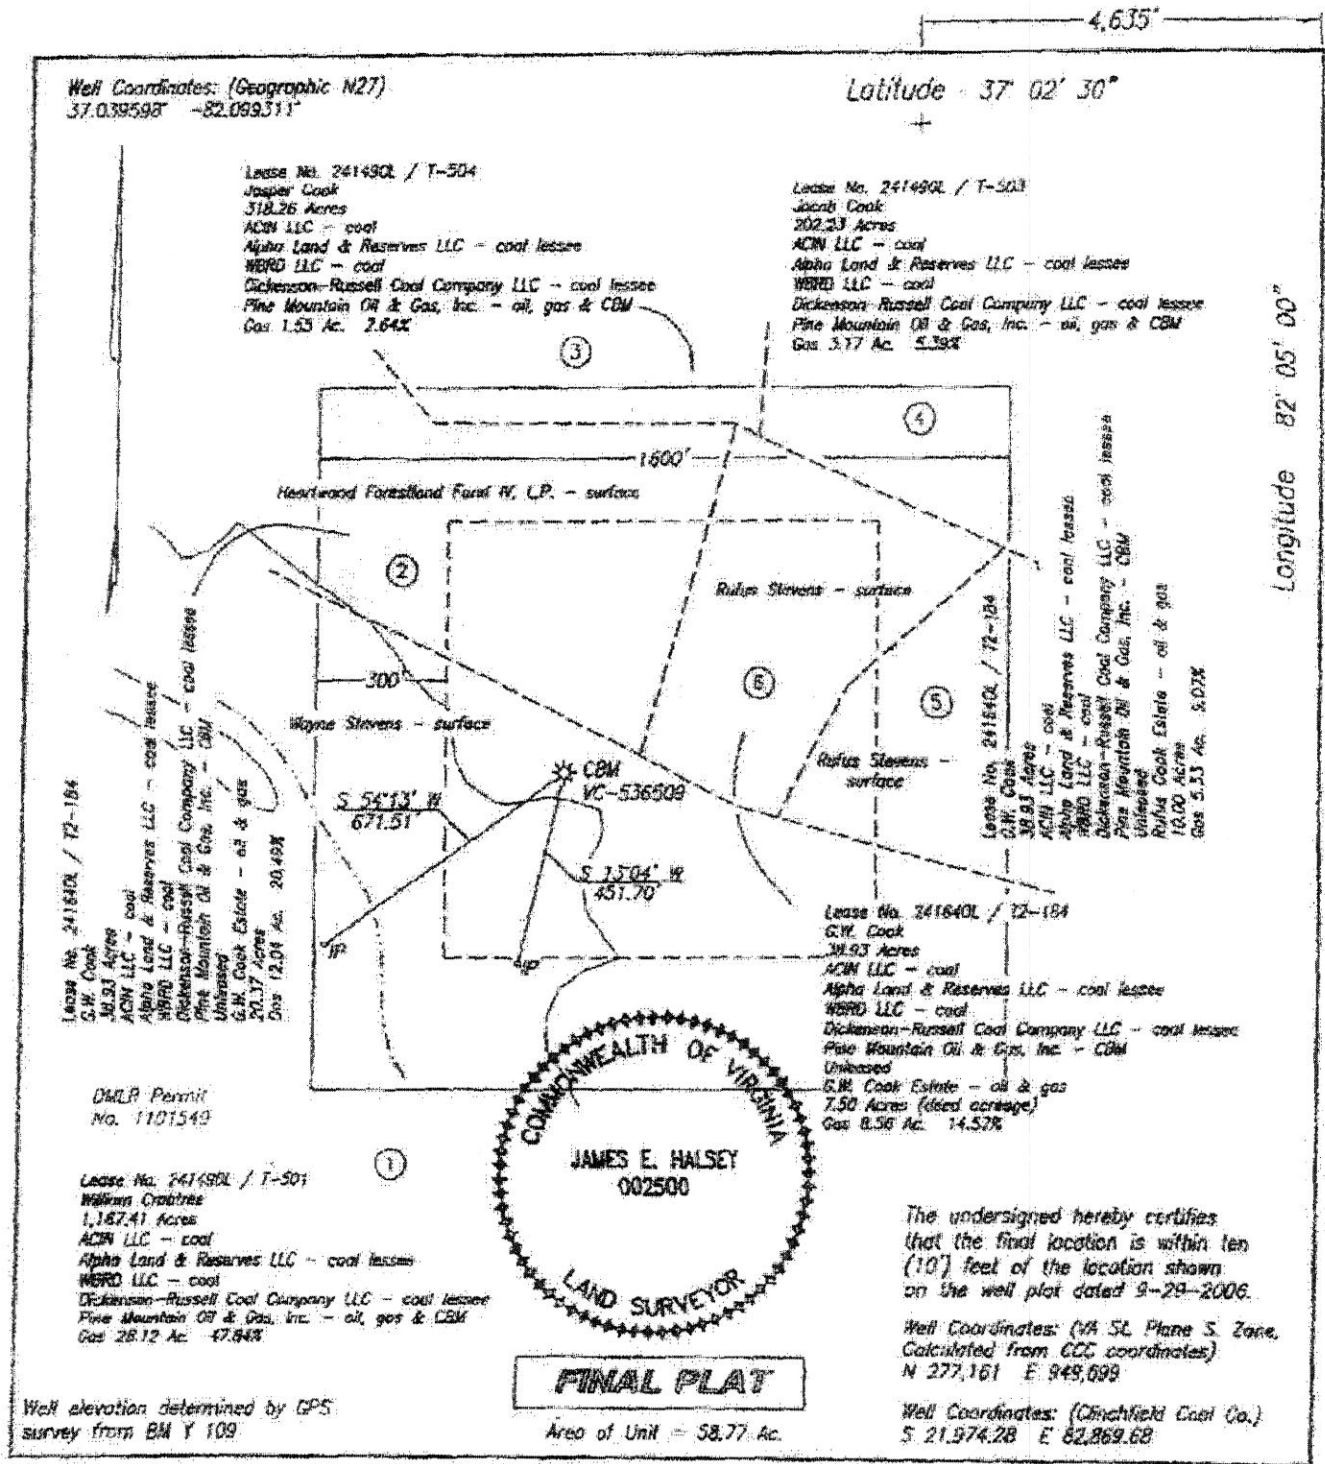 4,635'
Well Coordinates: (Geographic N27)
37.039598° -82.099311°
Latitude 37° 02' 30"
Longitude 82° 05' 00"
Lease No. 241490L / T-504
Jasper Cook
318.26 Acres
ACIN LLC - coal
Alpha Land & Reserves LLC - coal lessee
WBRD LLC - coal
Dickenson-Russell Coal Company LLC - coal lessee
Pine Mountain Oil & Gas, Inc. - oil, gas & CBM
Gas 1.55 Ac. 2.64%
Lease No. 241490L / T-503
Jacob Cook
202.23 Acres
ACIN LLC - coal
Alpha Land & Reserves LLC - coal lessee
WBRD LLC - coal
Dickenson-Russell Coal Company LLC - coal lessee
Pine Mountain Oil & Gas, Inc. - oil, gas & CBM
Gas 3.17 Ac. 5.39%
3
4
1600'
Heartwood Forestland Fund IV, L.P. - surface
2
Rufus Stevens - surface
300'
6
5
Wayne Stevens - surface
Rufus Stevens -
surface
CBM
VC-536509
S 54°13' W
671.51'
S 13°04' W
451.70'
IP
IP
Lease No. 241640L / T2-184
G.W. Cook
38.93 Acres
ACIN LLC - coal
Alpha Land & Reserves LLC - coal lessee
WBRD LLC - coal
Dickenson-Russell Coal Company LLC - coal lessee
Pine Mountain Oil & Gas, Inc. - CBM
Unleased
G.W. Cook Estate - oil & gas
20.37 Acres
Gas 12.04 Ac. 20.49%
Lease No. 241640L / T2-184
G.W. Cook
38.93 Acres
ACIN LLC - coal
Alpha Land & Reserves LLC - coal lessee
WBRD LLC - coal
Dickenson-Russell Coal Company LLC - coal lessee
Pine Mountain Oil & Gas, Inc. - CBM
Unleased
Rufus Cook Estate - oil & gas
10.00 Acres
Gas 5.33 Ac. 9.07%
Lease No. 241640L / T2-184
G.W. Cook
38.93 Acres
ACIN LLC - coal
Alpha Land & Reserves LLC - coal lessee
WBRD LLC - coal
Dickenson-Russell Coal Company LLC - coal lessee
Pine Mountain Oil & Gas, Inc. - CBM
Unleased
G.W. Cook Estate - oil & gas
7.50 Acres (deed acreage)
Gas 8.56 Ac. 14.57%
DMLR Permit
No. 1101549
1
Lease No. 241490L / T-501
William Crabtree
1,167.41 Acres
ACIN LLC - coal
Alpha Land & Reserves LLC - coal lessee
WBRD LLC - coal
Dickenson-Russell Coal Company LLC - coal lessee
Pine Mountain Oil & Gas, Inc. - oil, gas & CBM
Gas 28.12 Ac. 47.84%
COMMONWEALTH OF VIRGINIA
JAMES E. HALSEY
002500
LAND SURVEYOR
The undersigned hereby certifies
that the final location is within ten
(10') feet of the location shown
on the well plat dated 9-29-2006.
Well Coordinates: (VA St. Plane S. Zone,
Calculated from CCC coordinates)
N 277,161 E 949,699
FINAL PLAT
Well elevation determined by GPS
survey from BM Y 109
Area of Unit = 58.77 Ac.
Well Coordinates: (Clinchfield Coal Co.)
S 21,974.28 E 82,869.68